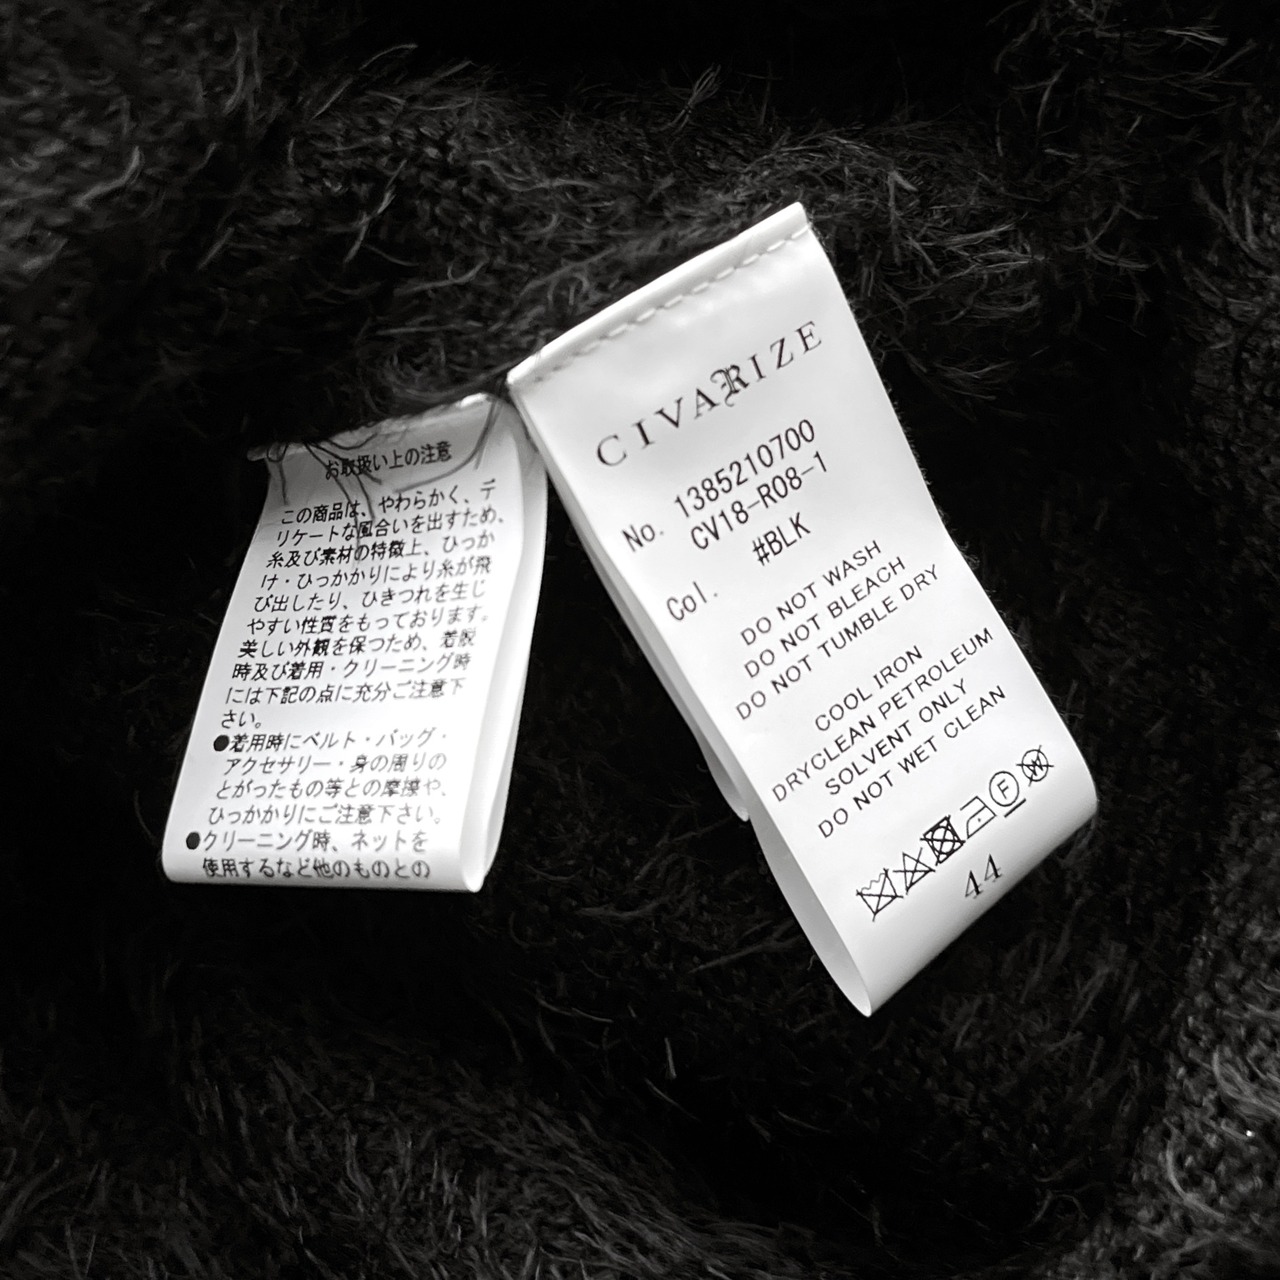 お取扱い上の注意
この商品は、やわらかく、デ
リケートな風合いを出すため、
糸及び素材の特徴上、ひっか
け・ひっかかりにより糸が飛
び出したり、ひきつれを生じ
やすい性質をもっております。
美しい外観を保つため、着脱
時及び着用・クリーニング時
には下記の点に充分ご注意下
さい。
●着用時にベルト・バッグ・
アクセサリー・身の周りの
とがったもの等との摩擦や、
ひっかかりにご注意下さい。
●クリーニング時、ネットを
使用するなど他のものとの
CIVARIZE
No. 1385210700
CV18-R08-1
Col. #BLK
DO NOT WASH
DO NOT BLEACH
DO NOT TUMBLE DRY
COOL IRON
DRYCLEAN PETROLEUM
SOLVENT ONLY
DO NOT WET CLEAN
F W
44